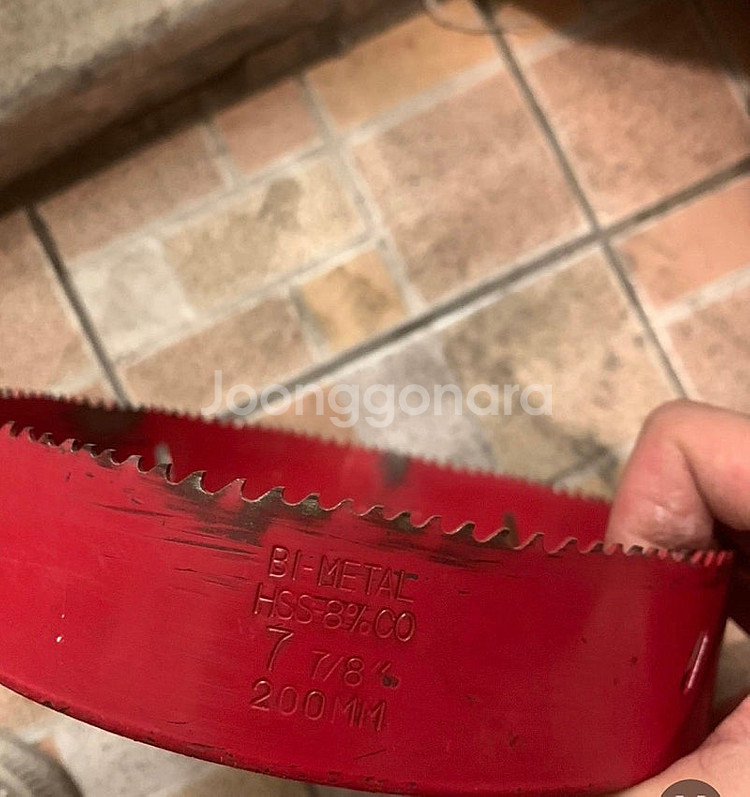 Joonggonara
BI-METAL
HSS-8%CO
7 7/8"
200MM